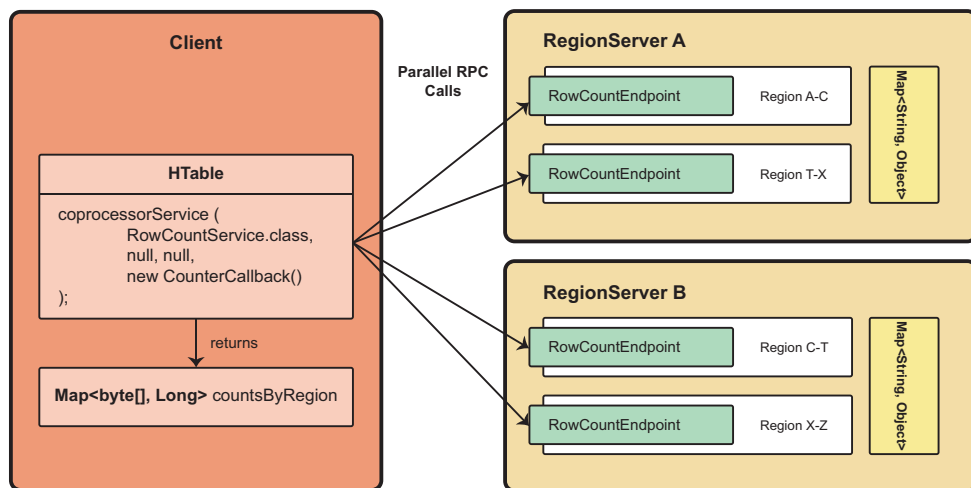 Client
HTable
coprocessorService (
RowCountService.class,
null, null,
new CounterCallback()
);
returns
Map<byte[], Long> countsByRegion
Parallel RPC
Calls
RegionServer A
RowCountEndpoint
Region A-C
RowCountEndpoint
Region T-X
Map<String, Object>
RegionServer B
RowCountEndpoint
Region C-T
RowCountEndpoint
Region X-Z
Map<String, Object>